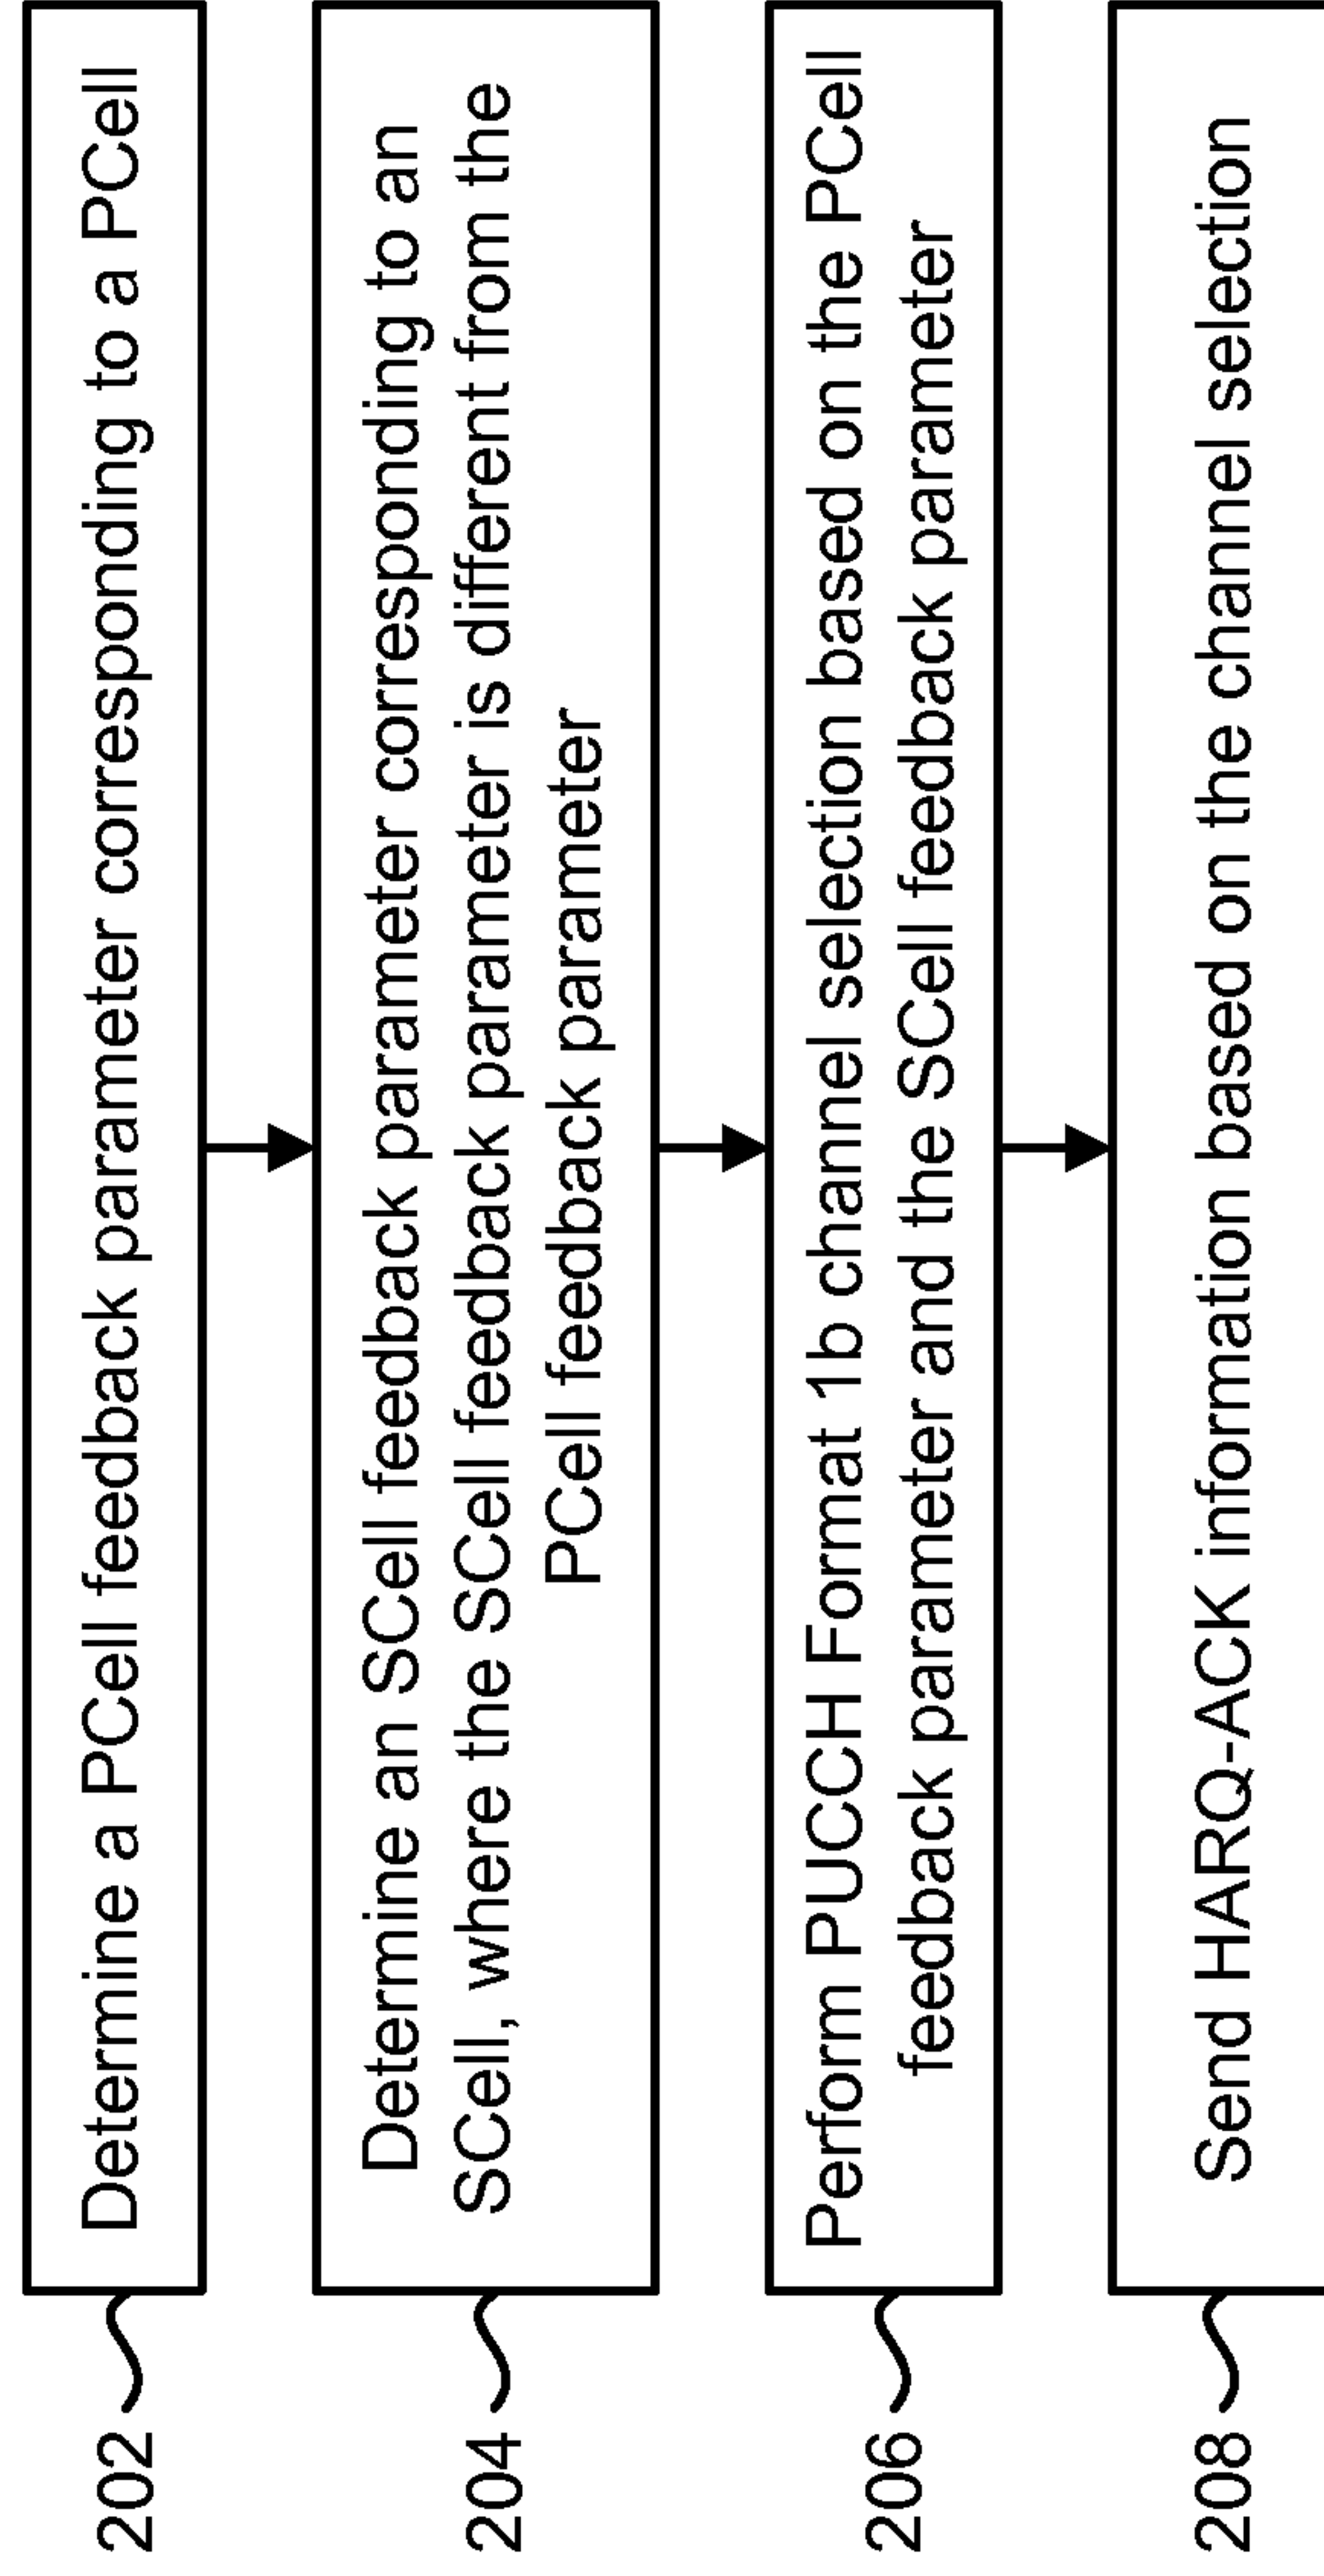 202
Determine a PCell feedback parameter corresponding to a PCell
204
Determine an SCell feedback parameter corresponding to an
SCell, where the SCell feedback parameter is different from the
PCell feedback parameter
206
Perform PUCCH Format 1b channel selection based on the PCell
feedback parameter and the SCell feedback parameter
208
Send HARQ-ACK information based on the channel selection